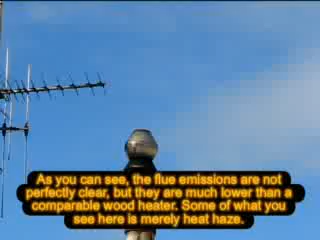 As you can see, the flue emissions are not
perfectly clear, but they are much lower than a
comparable wood heater. Some of what you
see here is merely heat haze.